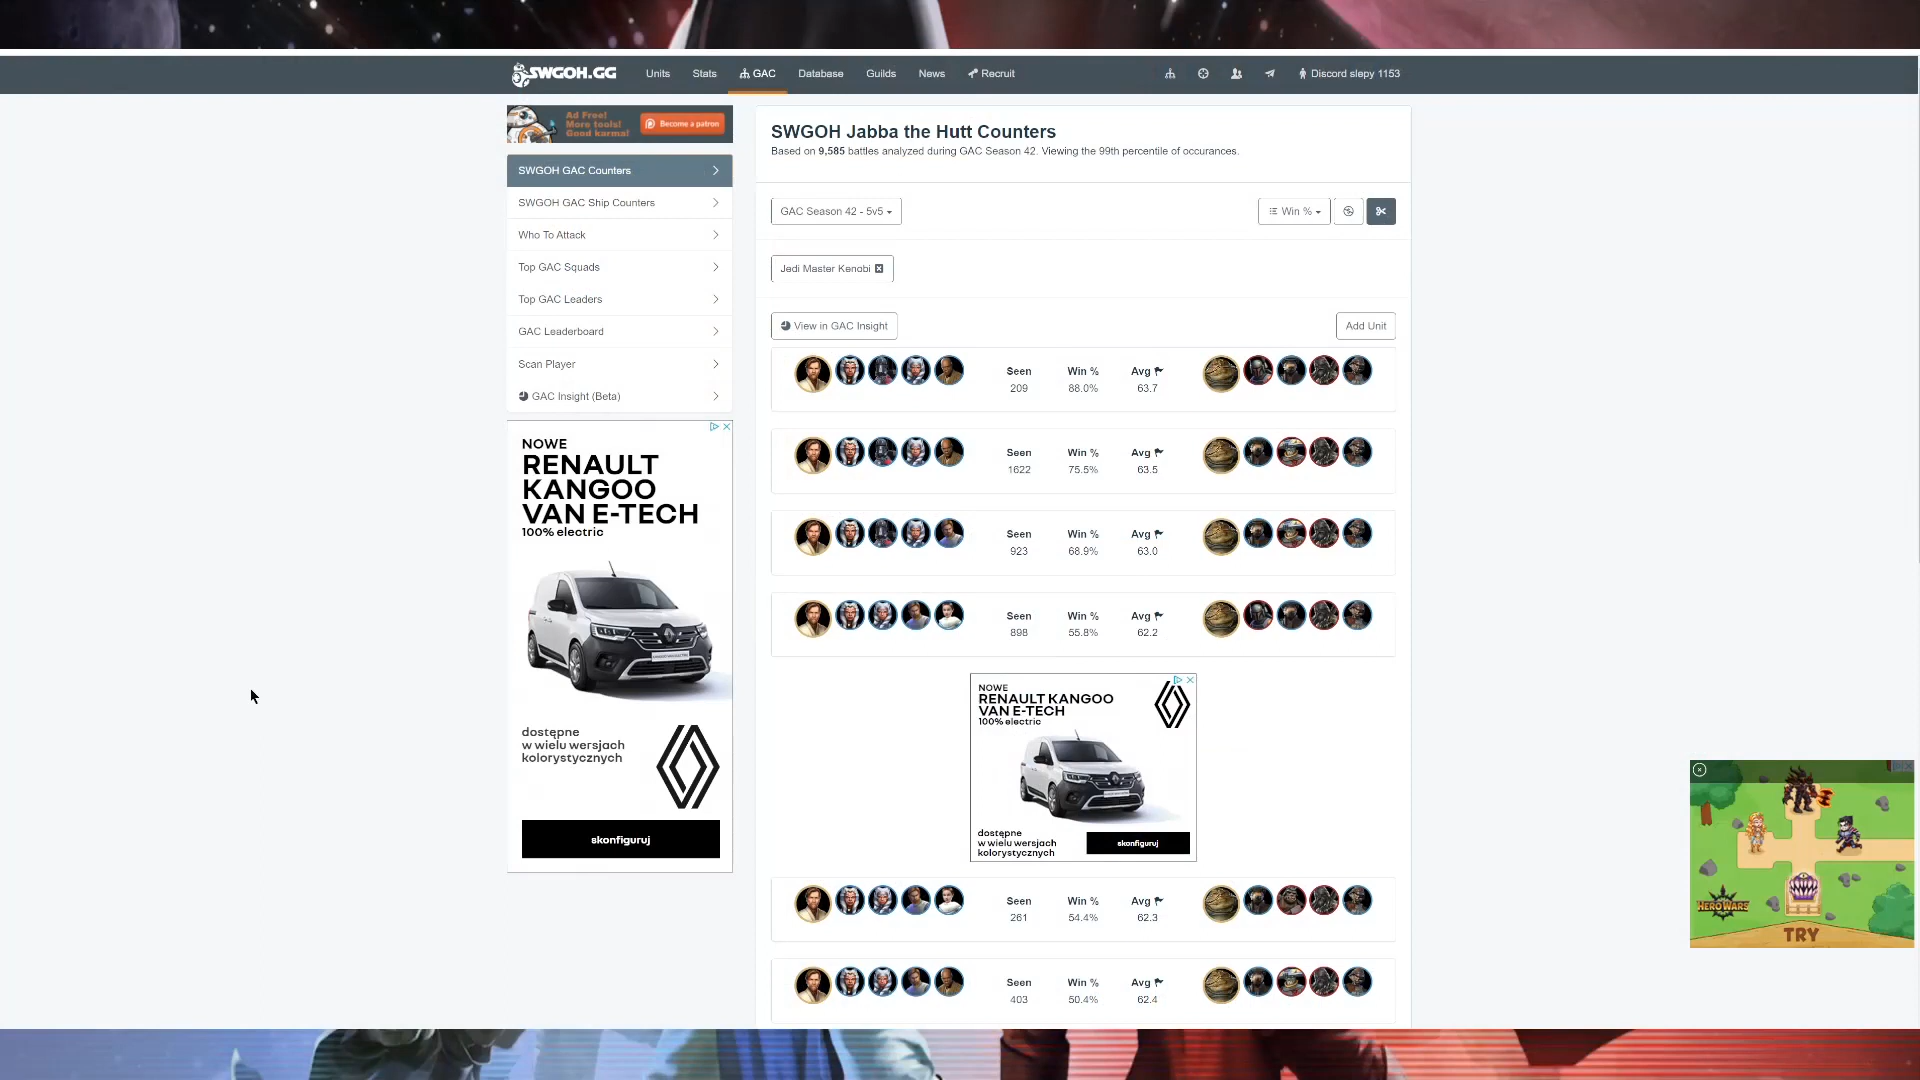 SWGOH.GG
Units
Stats
GAC
Database
Guilds
News
Recruit
Discord slepy 1153
Ad Free!
More tools!
Good karma!
Become a patron
SWGOH GAC Counters
SWGOH GAC Ship Counters
Who To Attack
Top GAC Squads
Top GAC Leaders
GAC Leaderboard
Scan Player
GAC Insight (Beta)
NOWE
RENAULT
KANGOO
VAN E-TECH
100% electric
dostępne
w wielu wersjach
kolorystycznych
skonfiguruj
SWGOH Jabba the Hutt Counters
Based on 9,585 battles analyzed during GAC Season 42. Viewing the 99th percentile of occurances.
GAC Season 42 - 5v5
Win %
Jedi Master Kenobi
View in GAC Insight
Add Unit
Seen Win % Avg
209 88.0% 63.7
Seen Win % Avg
1622 75.5% 63.5
Seen Win % Avg
923 68.9% 63.0
Seen Win % Avg
898 55.8% 62.2
NOWE
RENAULT KANGOO
VAN E-TECH
100% electric
dostępne
w wielu wersjach
kolorystycznych
skonfiguruj
Seen Win % Avg
261 54.4% 62.3
Seen Win % Avg
403 50.4% 62.4
HERO WARS
TRY